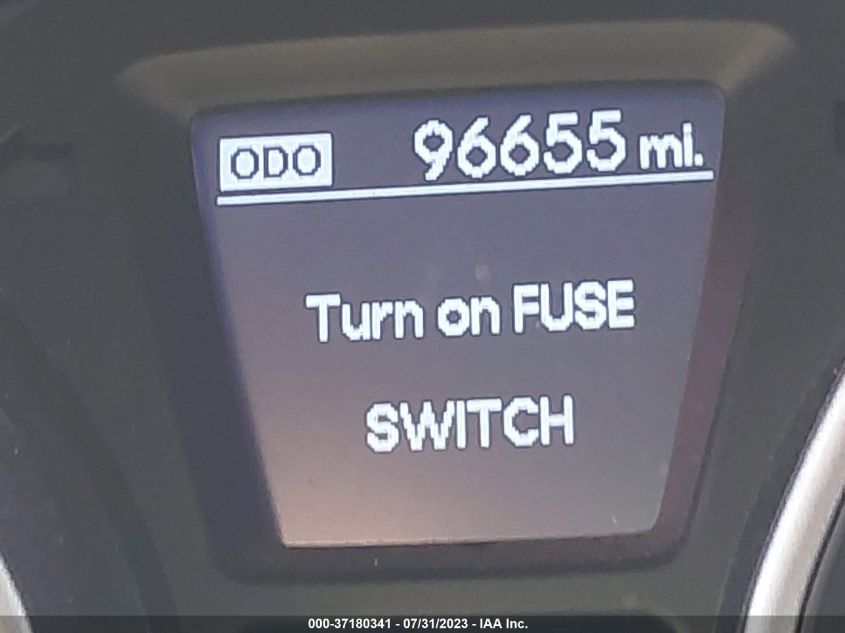 ODO 96655 mi.
Turn on FUSE
SWITCH
000-37180341 - 07/31/2023 - IAA Inc.